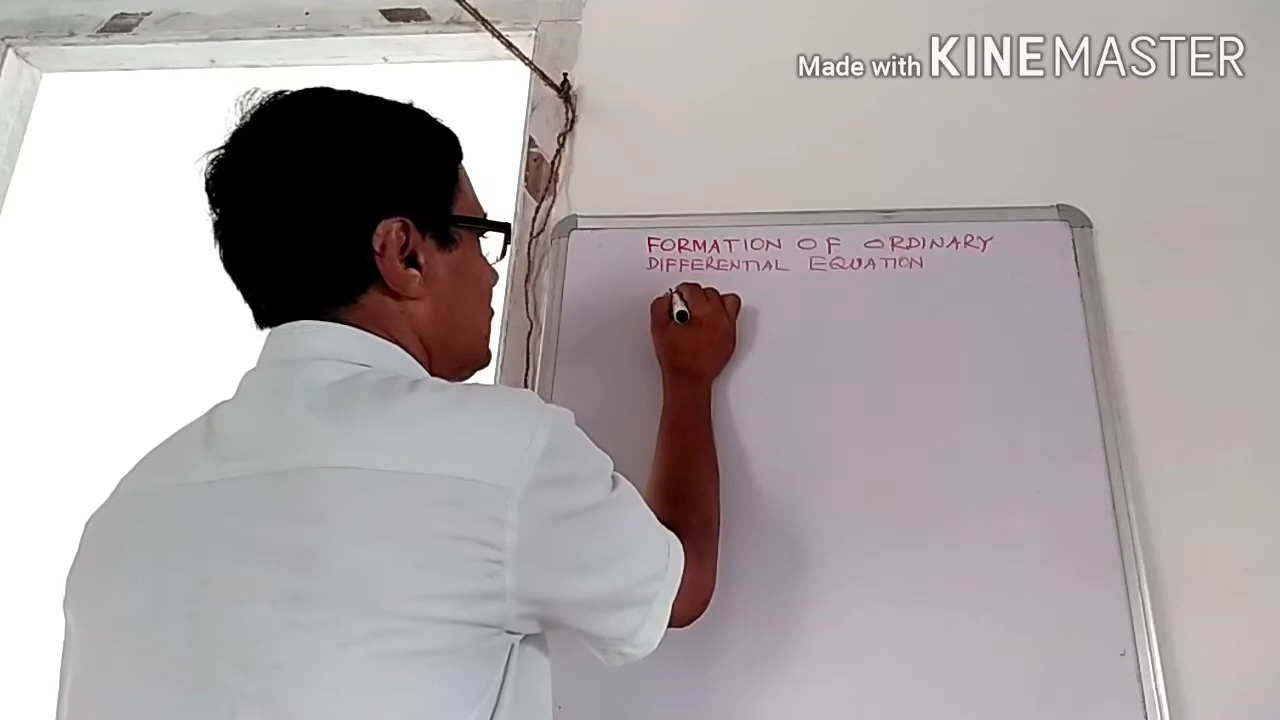 Made with KINEMASTER
FORMATION OF ORDINARY
DIFFERENTIAL EQUATION